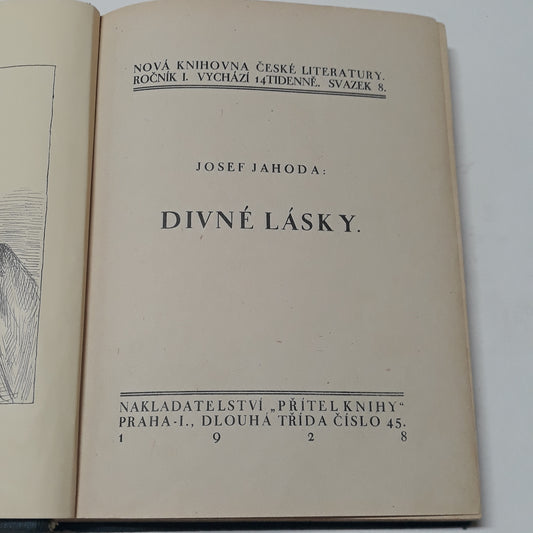 NOVÁ KNIHOVNA ČESKÉ LITERATURY.
ROČNÍK I. VYCHÁZÍ 14TIDENNĚ. SVAZEK 8.
JOSEF JAHODA:
DIVNÉ LÁSKY.
NAKLADATELSTVÍ „PŘÍTEL KNIHY“
PRAHA-I., DLOUHÁ TŘÍDA ČÍSLO 45.
1 9 2 8